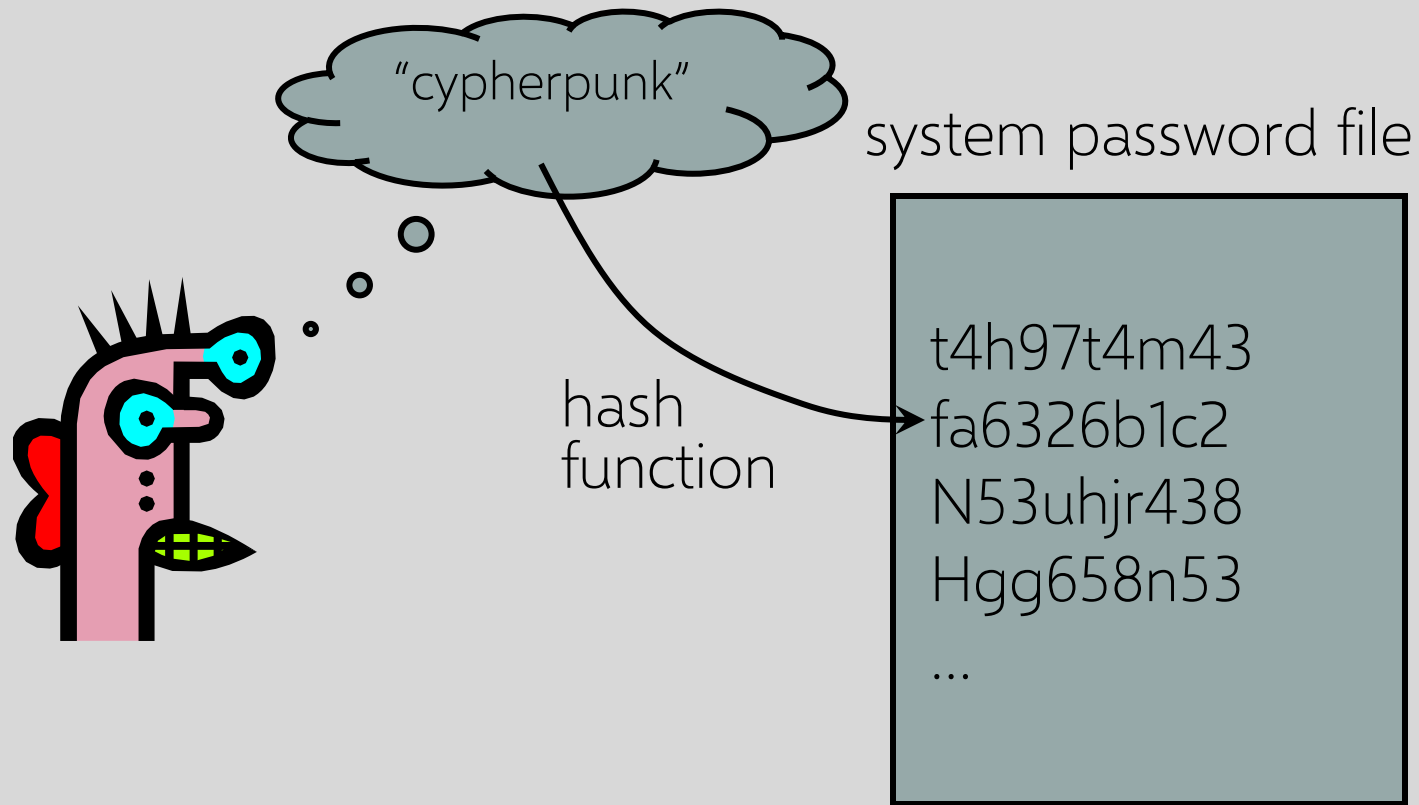 “cypherpunk”
system password file
hash
function
t4h97t4m43
fa6326b1c2
N53uhjr438
Hgg658n53
...